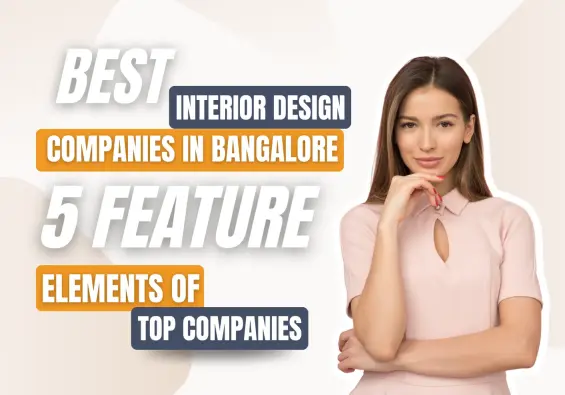 BEST
INTERIOR DESIGN
COMPANIES IN BANGALORE
5 FEATURE
ELEMENTS OF
TOP COMPANIES